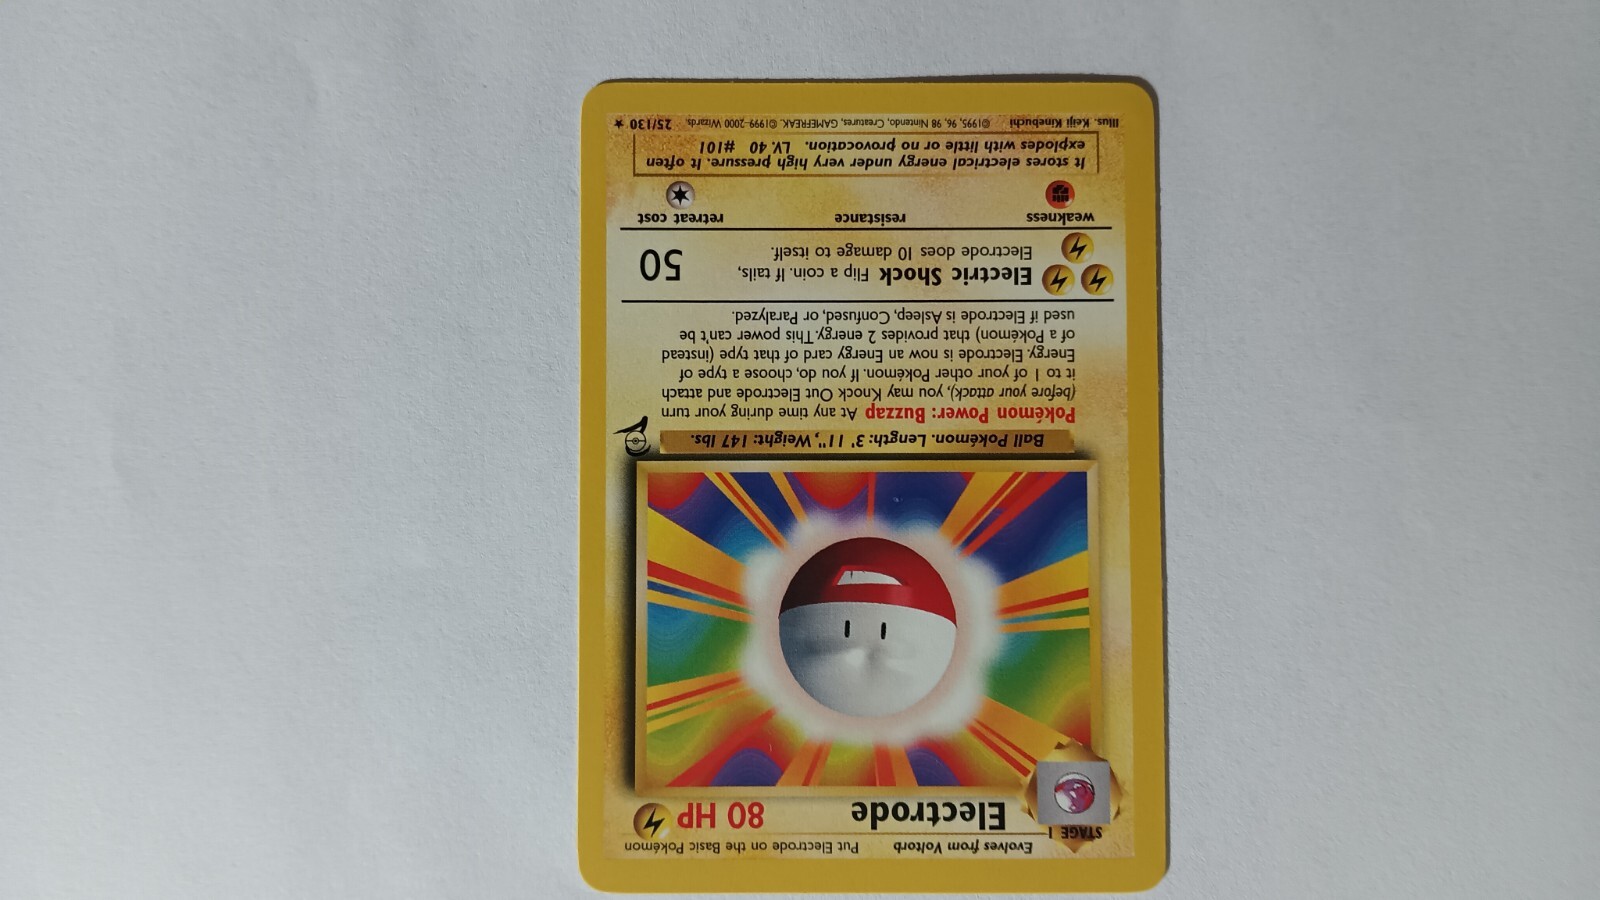 Evolves from Voltorb Put Electrode on the Basic Pokémon
STAGE 1
Electrode 80 HP
Ball Pokémon. Length: 3' 11", Weight: 147 lbs.
Pokémon Power: Buzzap At any time during your turn
(before your attack), you may Knock Out Electrode and attach
it to 1 of your other Pokémon. If you do, choose a type of
Energy. Electrode is now an Energy card of that type (instead
of a Pokémon) that provides 2 energy. This power can't be
used if Electrode is Asleep, Confused, or Paralyzed.
Electric Shock Flip a coin. If tails, 50
Electrode does 10 damage to itself.
weakness resistance retreat cost
It stores electrical energy under very high pressure. It often
explodes with little or no provocation. LV. 40 #101
Illus. Keiji Kinebuchi ©1995, 96, 98 Nintendo, Creatures, GAMEFREAK. ©1999-2000 Wizards 25/130 ★